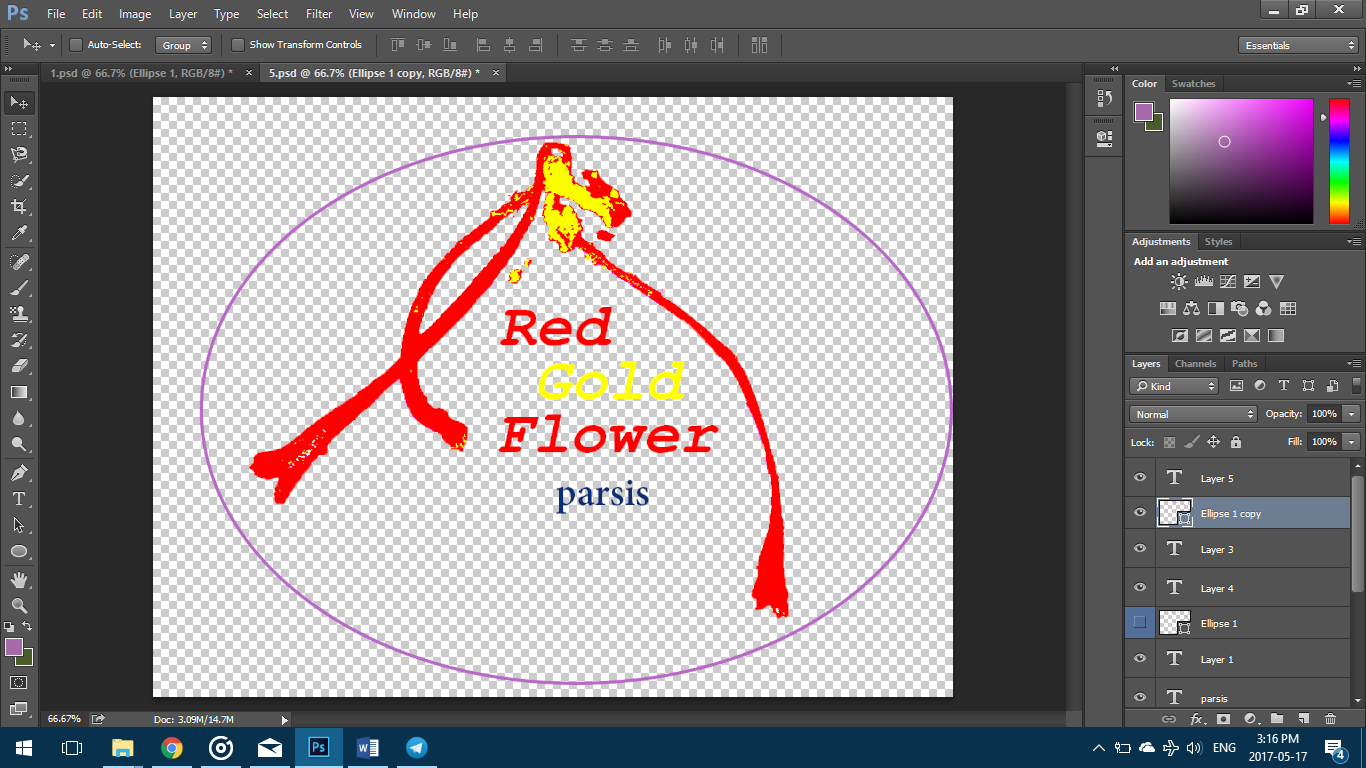 Ps File Edit Image Layer Type Select Filter View Window Help
Auto-Select: Group Show Transform Controls Essentials
1.psd @ 66.7% (Ellipse 1, RGB/8#) * × 5.psd @ 66.7% (Ellipse 1 copy, RGB/8#) * ×
Color Swatches
Adjustments Styles
Add an adjustment
Red
Gold
Flower
parsis
Layers Channels Paths
Kind
Normal Opacity: 100%
Lock: Fill: 100%
Layer 5
Ellipse 1 copy
Layer 3
Layer 4
Ellipse 1
Layer 1
parsis
fx
66.67% Doc: 3.09M/14.7M
Ps ENG 3:16 PM
2017-05-17 4